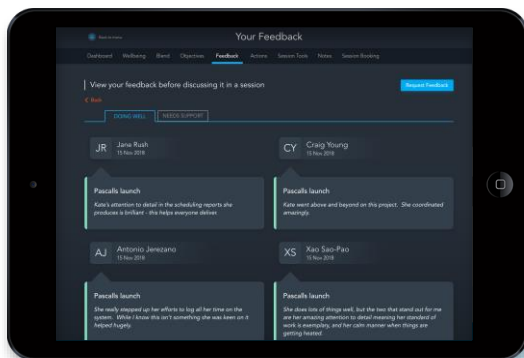 Your Feedback
Dashboard Wellbeing Blend Objectives Feedback Actions Session Tools Notes Session Booking
View your feedback before discussing it in a session
Request Feedback
< Back
DOING WELL NEEDS SUPPORT
JR Jana Rush
15 Nov 2018
CY Craig Young
15 Nov 2018
Pascalls launch
Kate's attention to detail in the scheduling reports she
produces is brilliant - this helps everyone deliver.
Pascalls launch
Kate went above and beyond on this project. She coordinated
amazingly.
AJ Antonio Jerezano
15 Nov 2018
XS Xao Sao-Pao
15 Nov 2018
Pascalls launch
She really stepped up her efforts to log all her time on the
system. While I know this isn't something she was keen on it
helped hugely.
Pascalls launch
She does lots of things well, but the two that stand out for me
are her amazing attention to detail meaning her standard of
work is exemplary, and her calm manner when things are
getting heated.